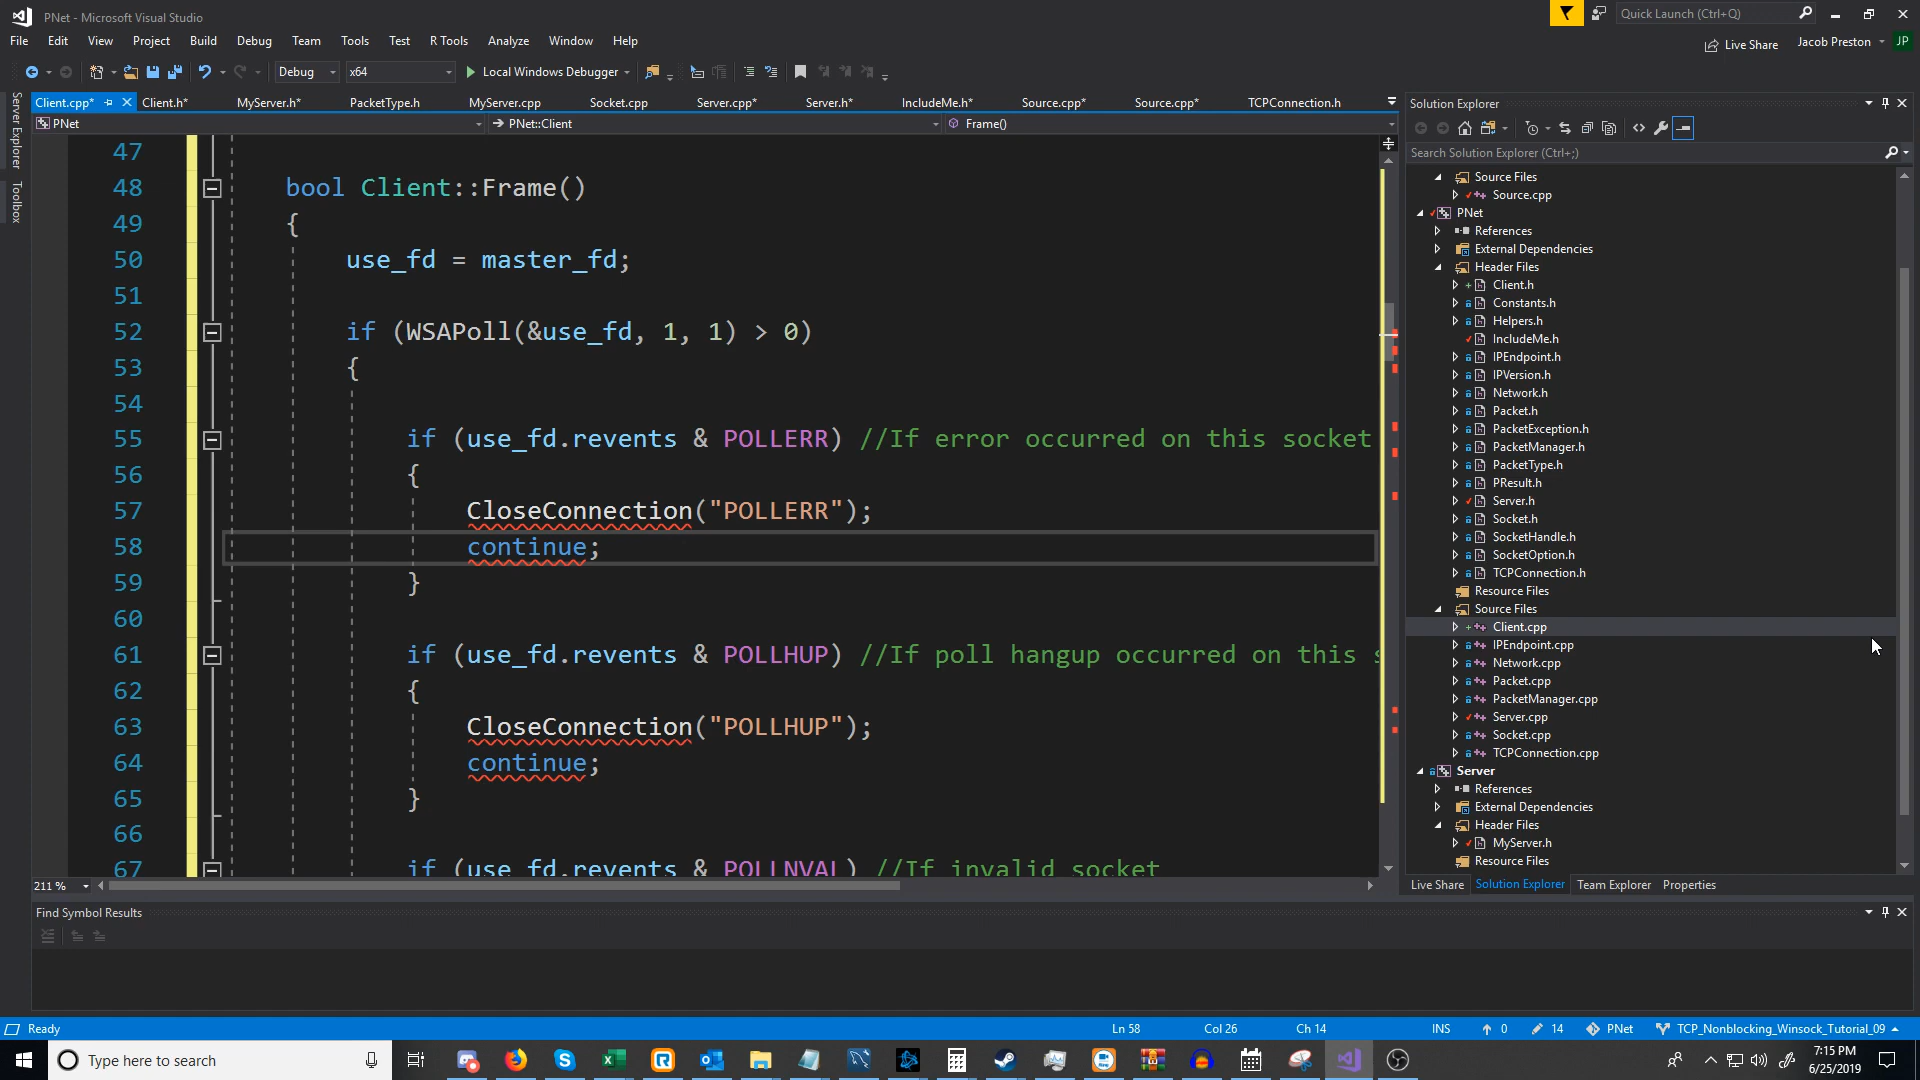 PNet - Microsoft Visual Studio
Quick Launch (Ctrl+Q)
File Edit View Project Build Debug Team Tools Test R Tools Analyze Window Help
Live Share Jacob Preston JP
Debug x64 Local Windows Debugger
Client.cpp* Client.h* MyServer.h* PacketType.h MyServer.cpp Socket.cpp Server.cpp* Server.h* IncludeMe.h* Source.cpp* Source.cpp* TCPConnection.h
PNet PNet::Client Frame()
Server Explorer
Toolbox
47
48 bool Client::Frame()
49 {
50 use_fd = master_fd;
51
52 if (WSAPoll(&use_fd, 1, 1) > 0)
53 {
54
55 if (use_fd.revents & POLLERR) //If error occurred on this socket
56 {
57 CloseConnection("POLLERR");
58 continue;
59 }
60
61 if (use_fd.revents & POLLHUP) //If poll hangup occurred on this s
62 {
63 CloseConnection("POLLHUP");
64 continue;
65 }
66
67 if (use_fd.revents & POLLNVAL) //If invalid socket
211 %
Solution Explorer
Search Solution Explorer (Ctrl+;)
Source Files
Source.cpp
PNet
References
External Dependencies
Header Files
Client.h
Constants.h
Helpers.h
IncludeMe.h
IPEndpoint.h
IPVersion.h
Network.h
Packet.h
PacketException.h
PacketManager.h
PacketType.h
PResult.h
Server.h
Socket.h
SocketHandle.h
SocketOption.h
TCPConnection.h
Resource Files
Source Files
Client.cpp
IPEndpoint.cpp
Network.cpp
Packet.cpp
PacketManager.cpp
Server.cpp
Socket.cpp
TCPConnection.cpp
Server
References
External Dependencies
Header Files
MyServer.h
Resource Files
Live Share Solution Explorer Team Explorer Properties
Find Symbol Results
Ready Ln 58 Col 26 Ch 14 INS 0 14 PNet TCP_Nonblocking_Winsock_Tutorial_09
Type here to search
7:15 PM
6/25/2019